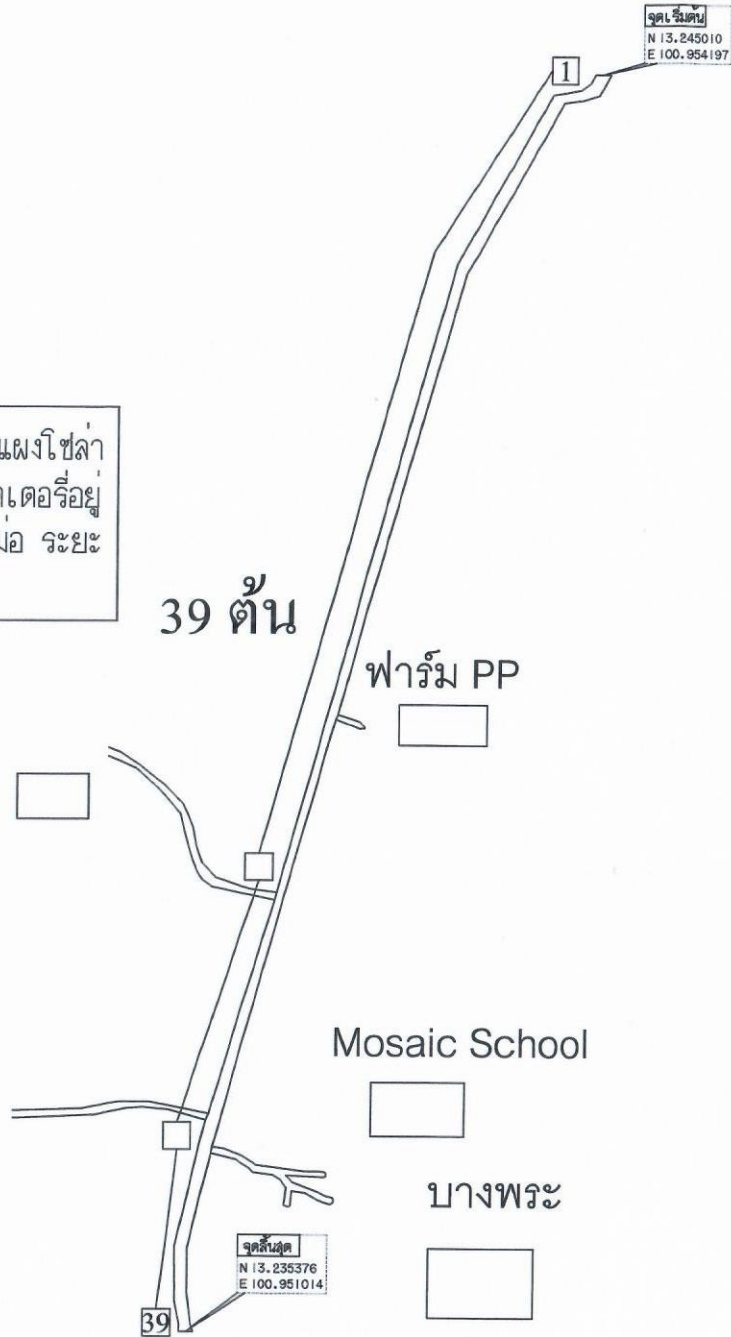 จุดเริ่มต้น
N 13.245010
E 100.954197
1
แผงโซล่า
เตอรี่อยู่
ระยะ
39 ต้น
ฟาร์ม PP
Mosaic School
บางพระ
จุดสิ้นสุด
N 13.235376
E 100.951014
39